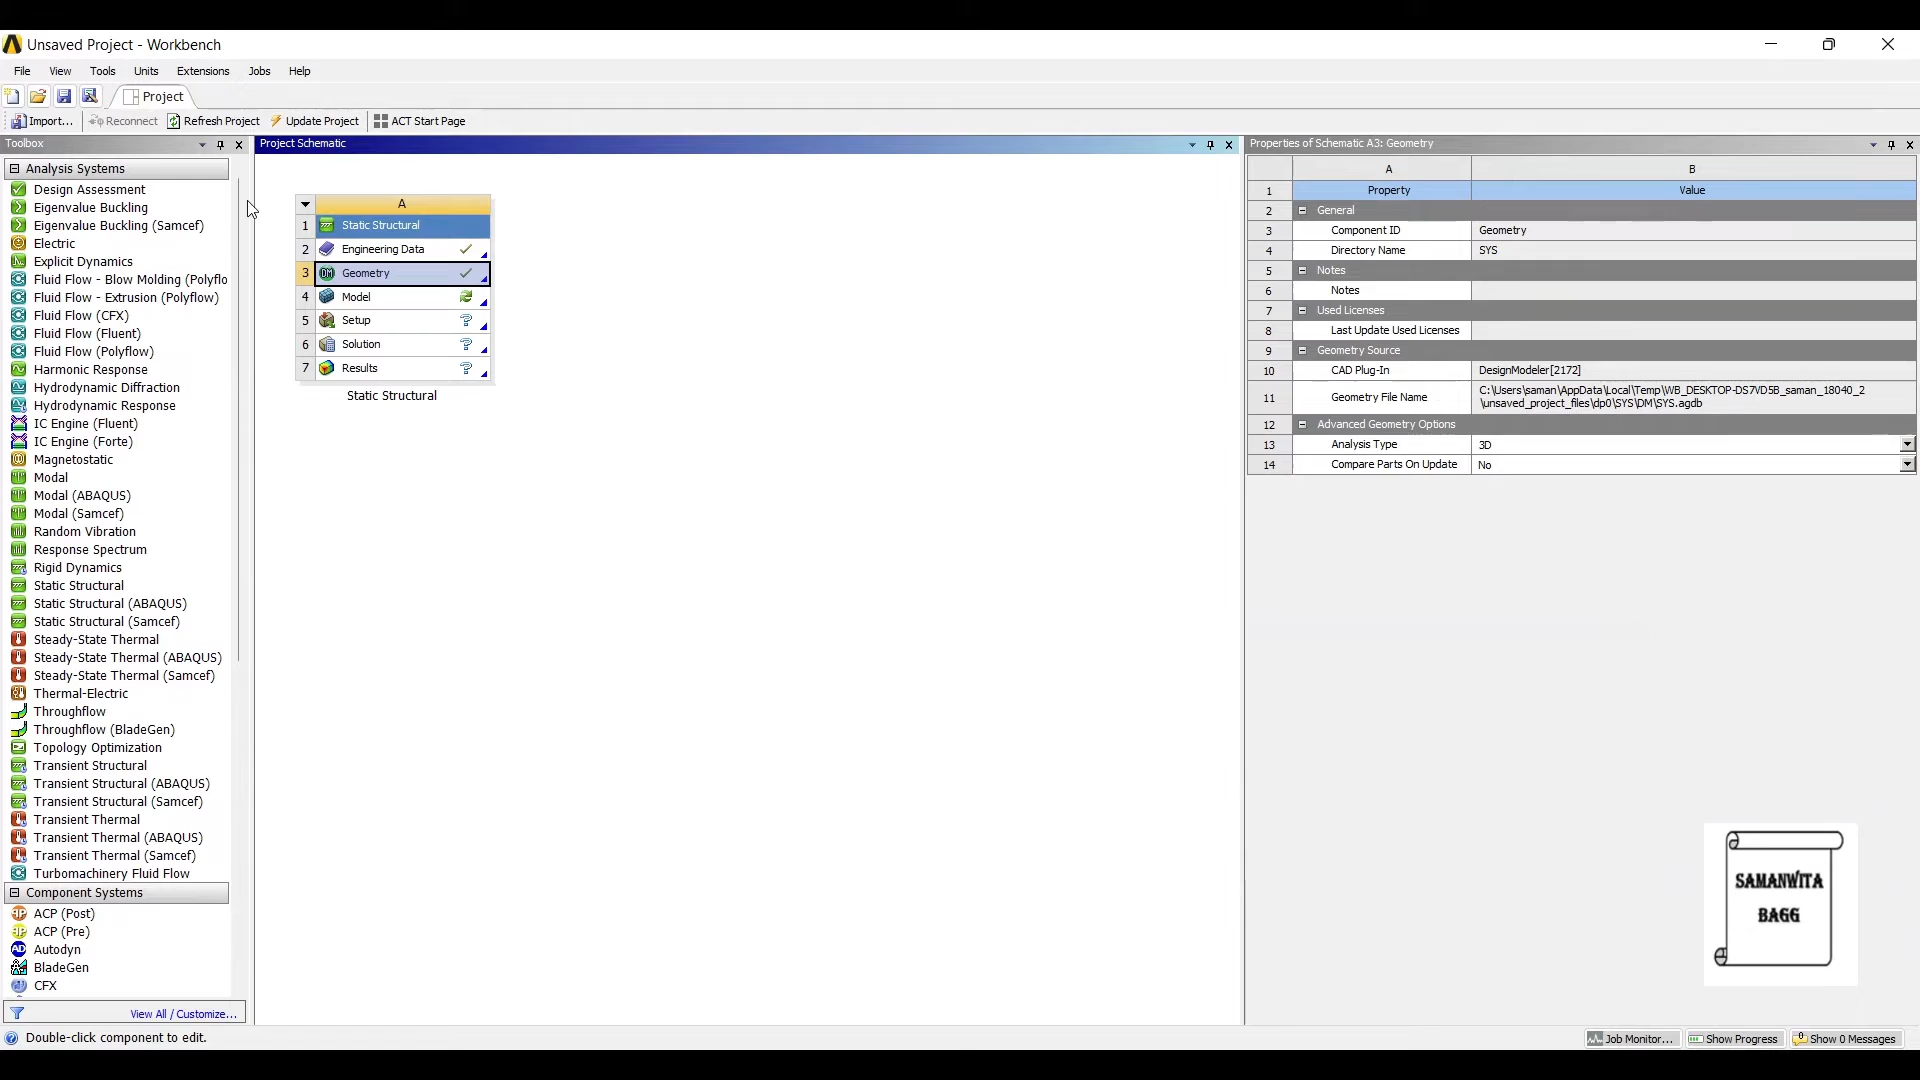 Unsaved Project - Workbench
File View Tools Units Extensions Jobs Help
Project
Import... Reconnect Refresh Project Update Project ACT Start Page
Toolbox
Analysis Systems
Design Assessment
Eigenvalue Buckling
Eigenvalue Buckling (Samcef)
Electric
Explicit Dynamics
Fluid Flow - Blow Molding (Polyflo
Fluid Flow - Extrusion (Polyflow)
Fluid Flow (CFX)
Fluid Flow (Fluent)
Fluid Flow (Polyflow)
Harmonic Response
Hydrodynamic Diffraction
Hydrodynamic Response
IC Engine (Fluent)
IC Engine (Forte)
Magnetostatic
Modal
Modal (ABAQUS)
Modal (Samcef)
Random Vibration
Response Spectrum
Rigid Dynamics
Static Structural
Static Structural (ABAQUS)
Static Structural (Samcef)
Steady-State Thermal
Steady-State Thermal (ABAQUS)
Steady-State Thermal (Samcef)
Thermal-Electric
Throughflow
Throughflow (BladeGen)
Topology Optimization
Transient Structural
Transient Structural (ABAQUS)
Transient Structural (Samcef)
Transient Thermal
Transient Thermal (ABAQUS)
Transient Thermal (Samcef)
Turbomachinery Fluid Flow
Component Systems
ACP (Post)
ACP (Pre)
Autodyn
BladeGen
CFX
View All / Customize...
Project Schematic
A
1 Static Structural
2 Engineering Data
3 Geometry
4 Model
5 Setup
6 Solution
7 Results
Static Structural
Properties of Schematic A3: Geometry
A B
1 Property Value
2 General
3 Component ID Geometry
4 Directory Name SYS
5 Notes
6 Notes
7 Used Licenses
8 Last Update Used Licenses
9 Geometry Source
10 CAD Plug-In DesignModeler[2172]
11 Geometry File Name C:\Users\saman\AppData\Local\Temp\WB_DESKTOP-DS7VD5B_saman_18040_2
\unsaved_project_files\dp0\SYS\DM\SYS.agdb
12 Advanced Geometry Options
13 Analysis Type 3D
14 Compare Parts On Update No
SAMANWITA
BAGG
Double-click component to edit.
Job Monitor... Show Progress Show 0 Messages